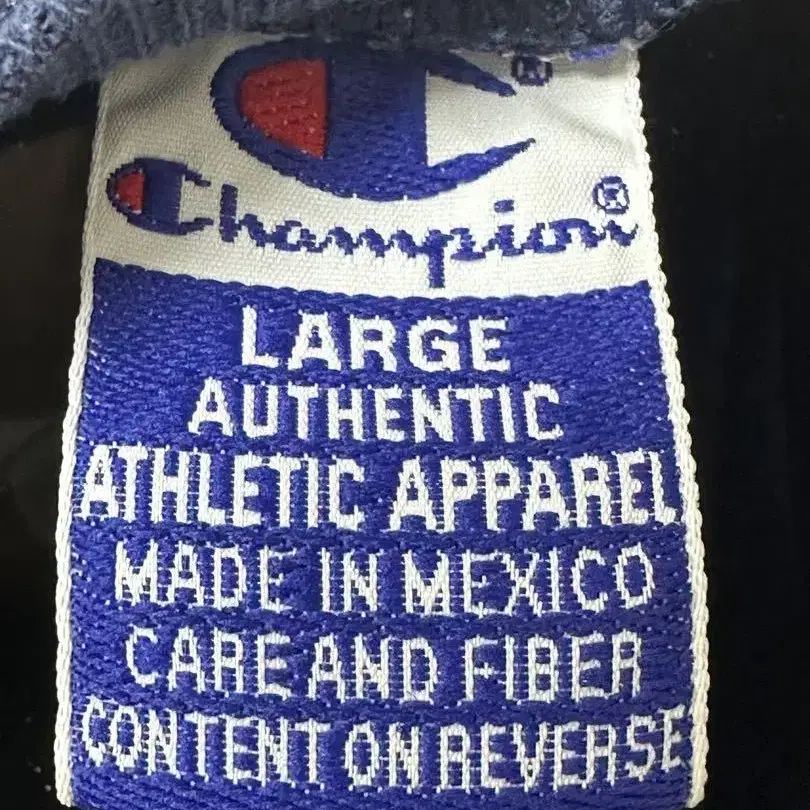 ®
Champion®
LARGE
AUTHENTIC
ATHLETIC APPAREL
MADE IN MEXICO
CARE AND FIBER
CONTENT ON REVERSE